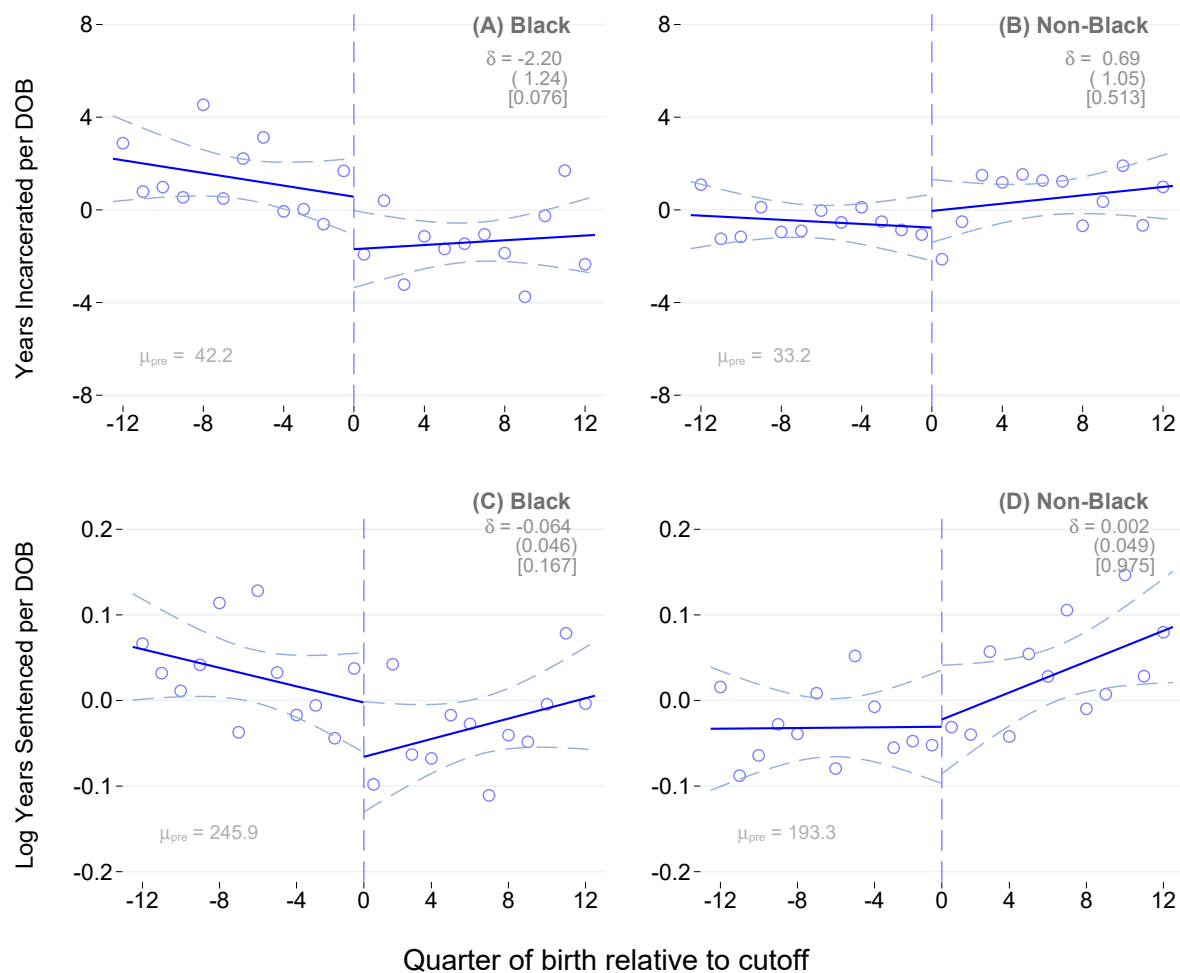 (A) Black
δ = -2.20
( 1.24)
[0.076]
8
4
0
-4
-8
μpre = 42.2
-12 -8 -4 0 4 8 12
Years Incarcerated per DOB
(B) Non-Black
δ = 0.69
( 1.05)
[0.513]
8
4
0
-4
-8
μpre = 33.2
-12 -8 -4 0 4 8 12
(C) Black
δ = -0.064
(0.046)
[0.167]
0.2
0.1
0.0
-0.1
-0.2
μpre = 245.9
-12 -8 -4 0 4 8 12
Log Years Sentenced per DOB
(D) Non-Black
δ = 0.002
(0.049)
[0.975]
0.2
0.1
0.0
-0.1
-0.2
μpre = 193.3
-12 -8 -4 0 4 8 12
Quarter of birth relative to cutoff